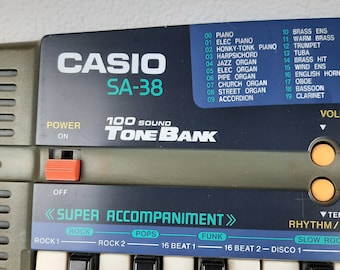 CASIO
SA-38
100 SOUND
TONEBANK
00 PIANO
01 ELEC PIANO
02 HONKY-TONK PIANO
03 HARPSICHORD
04 JAZZ ORGAN
05 ELEC ORGAN
06 PIPE ORGAN
07 CHURCH ORGAN
08 STREET ORGAN
09 ACCORDION
10 BRASS ENS
11 WARM BRASS
12 TRUMPET
13 TUBA
14 BRASS HIT
15 WIND ENS
16 ENGLISH HORN
17 OBOE
18 BASSOON
19 CLARINET
POWER
ON
OFF
VOL
TE
RHYTHM/
SUPER ACCOMPANIMENT
ROCK POPS FUNK SLOW RO
ROCK 1 ROCK 2 16 BEAT 1 16 BEAT 2 DISCO 1